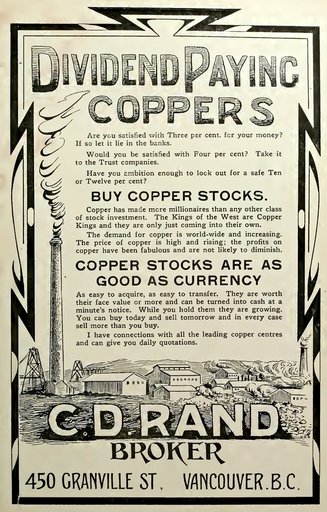 DIVIDEND PAYING
COPPERS
Are you satisfied with Three per cent. for your money?
If so let it lie in the banks.
Would you be satisfied with Four per cent? Take it
to the Trust companies.
Have you ambition enough to lock out for a safe Ten
or Twelve per cent?
BUY COPPER STOCKS.
Copper has made more millionaires than any other class
of stock investment. The Kings of the West are Copper
Kings and they are only just coming into their own.
The demand for copper is world-wide and increasing.
The price of copper is high and rising; the profits on
copper have been fabulous and are not likely to diminish.
COPPER STOCKS ARE AS
GOOD AS CURRENCY
As easy to acquire, as easy to transfer. They are worth
their face value or more and can be turned into cash at a
minute's notice. While you hold them they are growing.
You can buy today and sell tomorrow and in every case
sell more than you buy.
I have connections with all the leading copper centres
and can give you daily quotations.
C.D. RAND
BROKER
450 GRANVILLE ST, VANCOUVER. B.C.